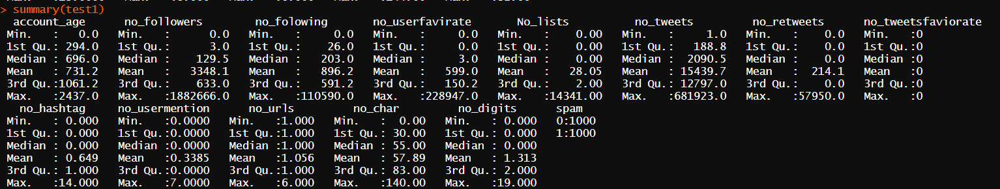 > summary(test1)
account_age no_followers no_folowing no_userfavirate No_lists no_tweets no_retweets no_tweetsfaviorate
Min. : 0.0 Min. : 0.0 Min. : 0.0 Min. : 0.0 Min. : 0.00 Min. : 1.0 Min. : 0.0 Min. :0
1st Qu.: 294.0 1st Qu.: 3.0 1st Qu.: 26.0 1st Qu.: 0.0 1st Qu.: 0.00 1st Qu.: 188.8 1st Qu.: 0.0 1st Qu.:0
Median : 696.0 Median : 129.5 Median : 203.0 Median : 3.0 Median : 0.00 Median : 2090.5 Median : 0.0 Median :0
Mean : 731.2 Mean : 3348.1 Mean : 896.2 Mean : 599.0 Mean : 28.05 Mean : 15439.7 Mean : 214.1 Mean :0
3rd Qu.:1061.2 3rd Qu.: 633.0 3rd Qu.: 591.2 3rd Qu.: 150.2 3rd Qu.: 2.00 3rd Qu.: 12797.0 3rd Qu.: 0.0 3rd Qu.:0
Max. :2437.0 Max. :1882666.0 Max. :110590.0 Max. :228947.0 Max. :14341.00 Max. :681923.0 Max. :57950.0 Max. :0
no_hashtag no_usermention no_urls no_char no_digits spam
Min. : 0.000 Min. :0.0000 Min. :1.000 Min. : 0.00 Min. : 0.000 0:1000
1st Qu.: 0.000 1st Qu.:0.0000 1st Qu.:1.000 1st Qu.: 30.00 1st Qu.: 0.000 1:1000
Median : 0.000 Median :0.0000 Median :1.000 Median : 55.00 Median : 0.000
Mean : 0.649 Mean :0.3385 Mean :1.056 Mean : 57.89 Mean : 1.313
3rd Qu.: 1.000 3rd Qu.:0.0000 3rd Qu.:1.000 3rd Qu.: 83.00 3rd Qu.: 2.000
Max. :14.000 Max. :7.0000 Max. :6.000 Max. :140.00 Max. :19.000